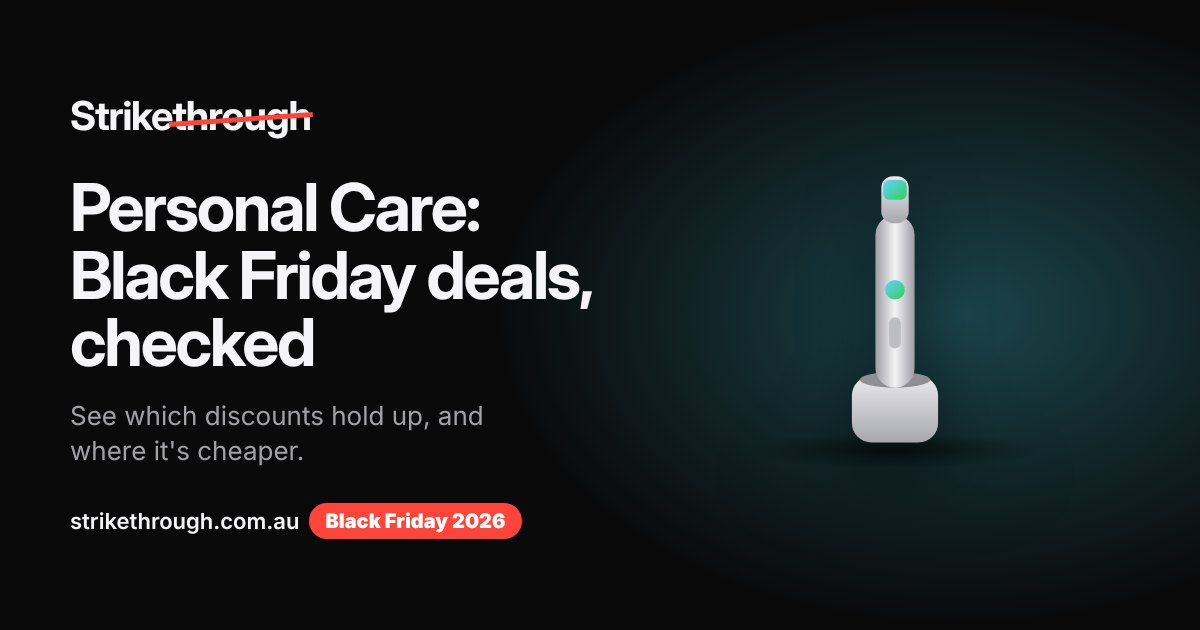 Strikethrough
Personal Care:
Black Friday deals,
checked
See which discounts hold up, and
where it's cheaper.
strikethrough.com.au
Black Friday 2026